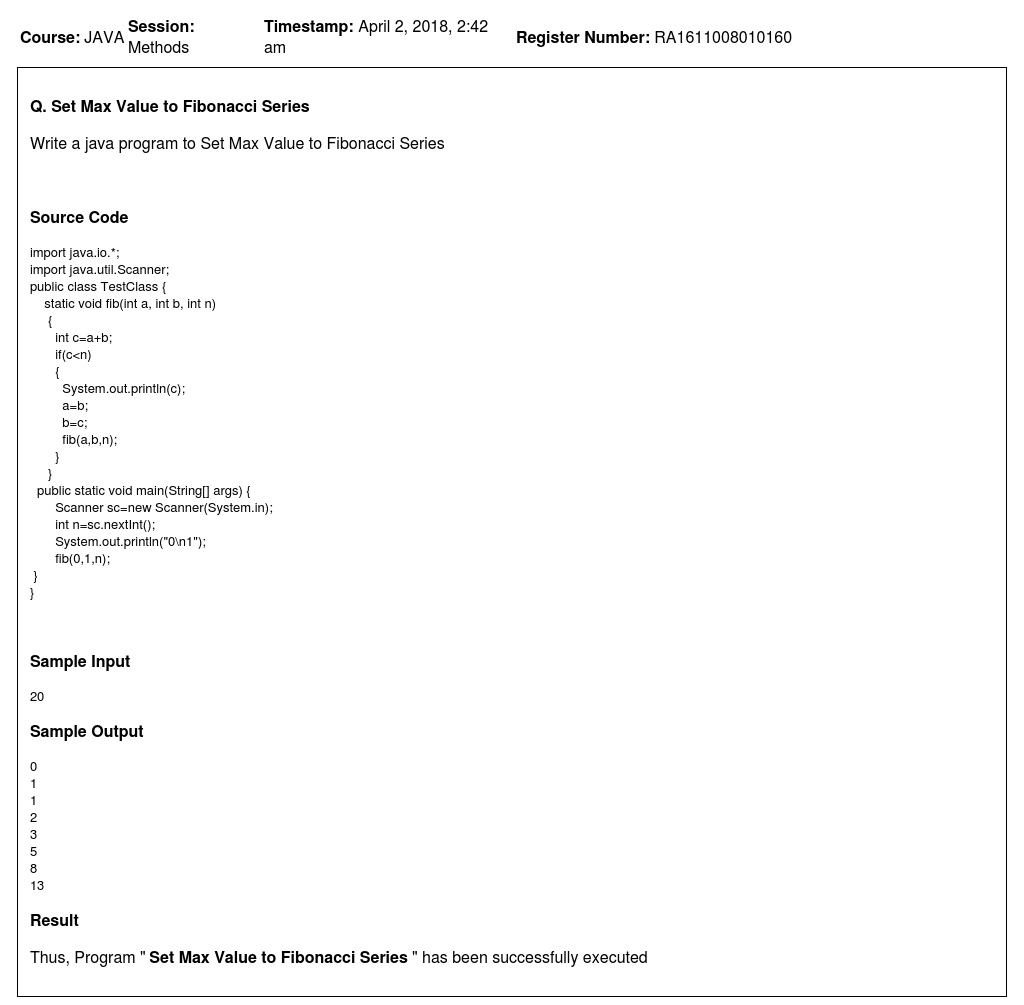 Course: JAVA Session: Methods Timestamp: April 2, 2018, 2:42 am Register Number: RA1611008010160
Q. Set Max Value to Fibonacci Series
Write a java program to Set Max Value to Fibonacci Series
Source Code
import java.io.*;
import java.util.Scanner;
public class TestClass {
    static void fib(int a, int b, int n)
     {
       int c=a+b;
       if(c<n)
       {
         System.out.println(c);
         a=b;
         b=c;
         fib(a,b,n);
       }
     }
  public static void main(String[] args) {
       Scanner sc=new Scanner(System.in);
       int n=sc.nextInt();
       System.out.println("0\n1");
       fib(0,1,n);
 }
}
Sample Input
20
Sample Output
0
1
1
2
3
5
8
13
Result
Thus, Program " Set Max Value to Fibonacci Series " has been successfully executed